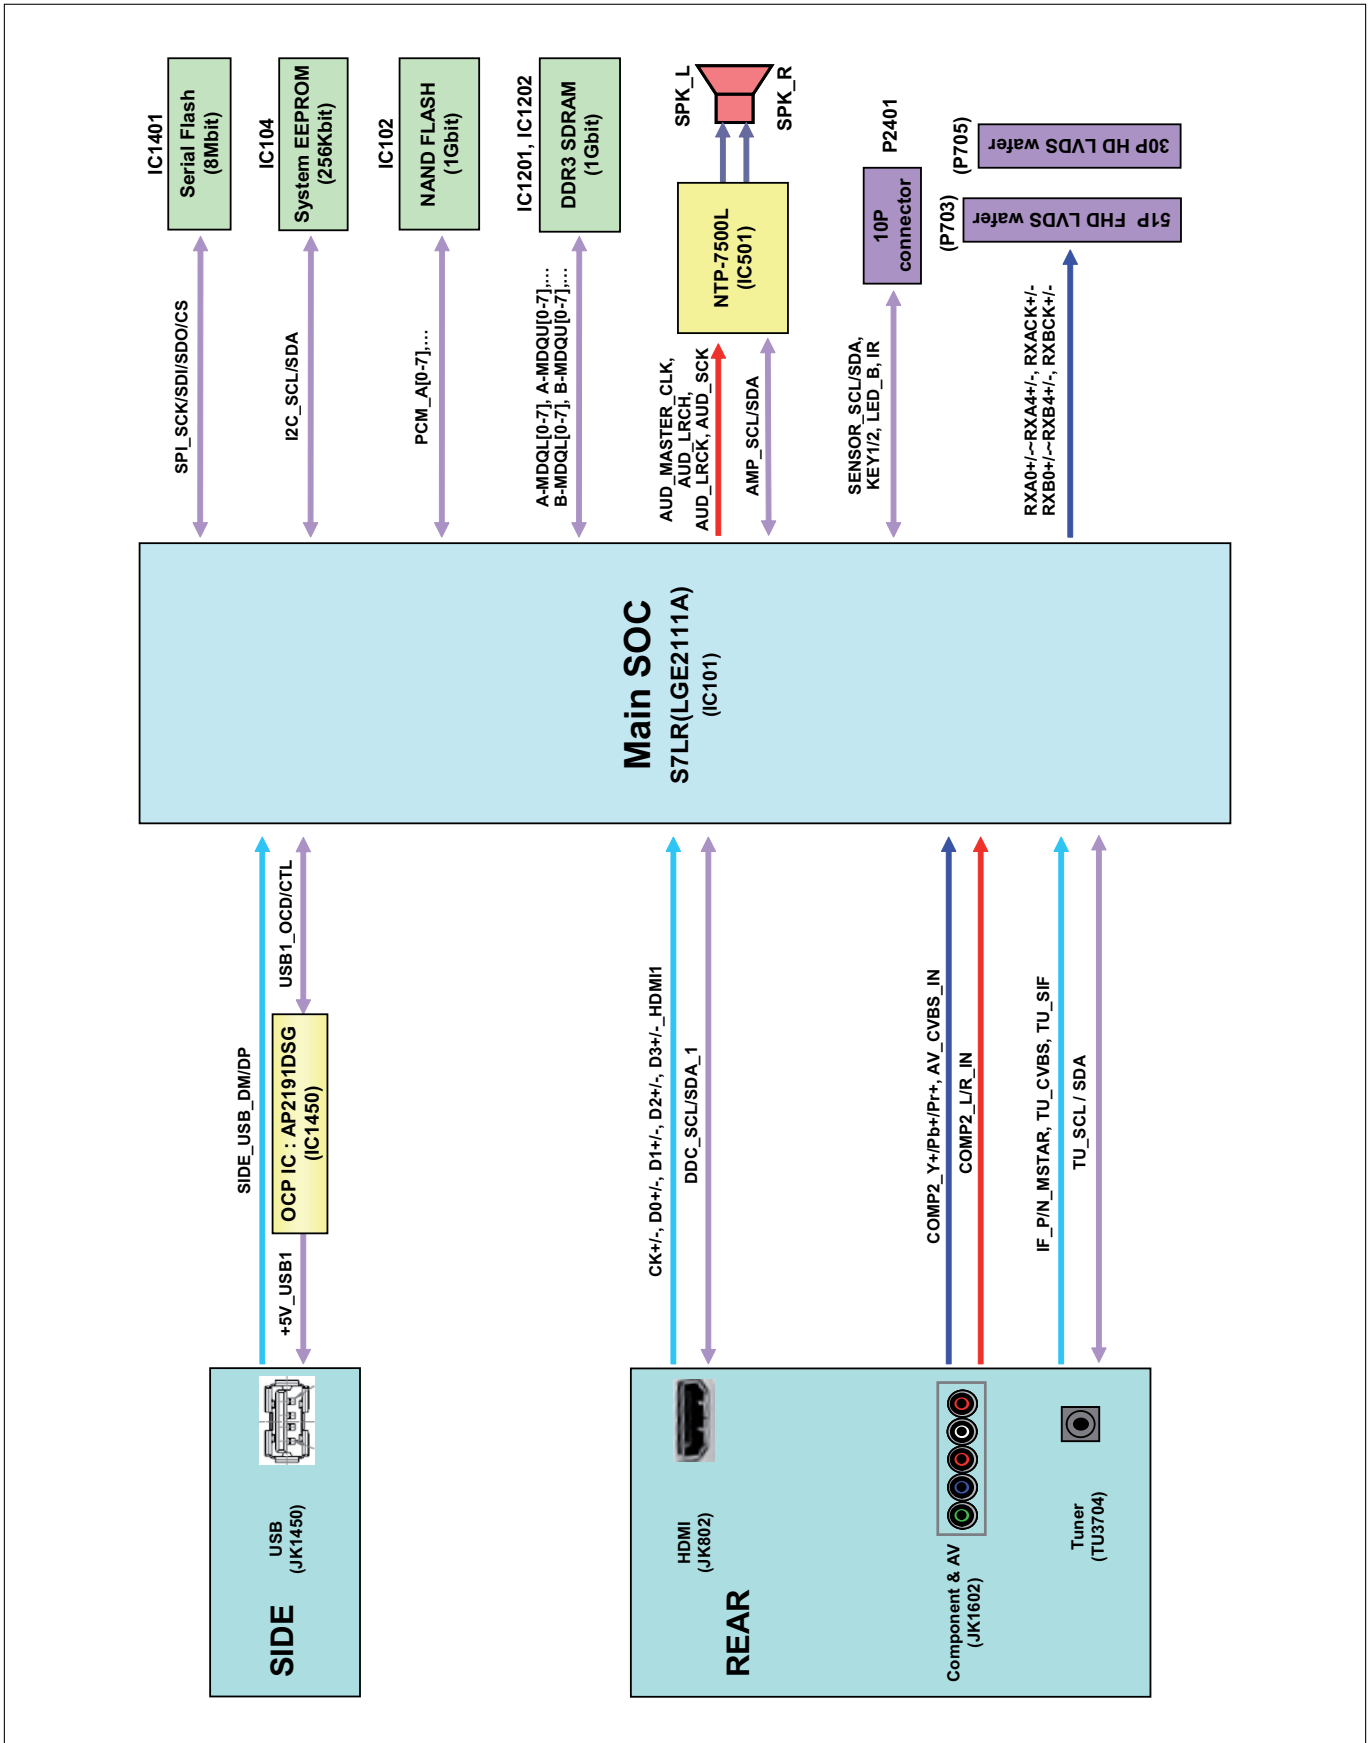 SIDE
USB
(JK1450)
SIDE_USB_DM/DP
+5V_USB1
OCP IC : AP2191DSG
(IC1450)
USB1_OCD/CTL
REAR
HDMI
(JK802)
CK+/-, D0+/-, D1+/-, D2+/-, D3+/-_HDMI1
DDC_SCL/SDA_1
Component & AV
(JK1602)
COMP2_Y+/Pb+/Pr+, AV_CVBS_IN
COMP2_L/R_IN
Tuner
(TU3704)
IF_P/N_MSTAR, TU_CVBS, TU_SIF
TU_SCL / SDA
Main SOC
S7LR(LGE2111A)
(IC101)
SPI_SCK/SDI/SDO/CS
IC1401
Serial Flash
(8Mbit)
I2C_SCL/SDA
IC104
System EEPROM
(256Kbit)
PCM_A[0-7],…
IC102
NAND FLASH
(1Gbit)
A-MDQL[0-7], A-MDQU[0-7],…
B-MDQL[0-7], B-MDQU[0-7],…
IC1201, IC1202
DDR3 SDRAM
(1Gbit)
AUD_MASTER_CLK,
AUD_LRCH,
AUD_LRCK, AUD_SCK
AMP_SCL/SDA
NTP-7500L
(IC501)
SPK_L
SPK_R
SENSOR_SCL/SDA,
KEY1/2, LED_B, IR
P2401
10P
connector
RXA0+/-~RXA4+/-, RXACK+/-
RXB0+/-~RXB4+/-, RXBCK+/-
(P703)
51P FHD LVDS wafer
(P705)
30P HD LVDS wafer